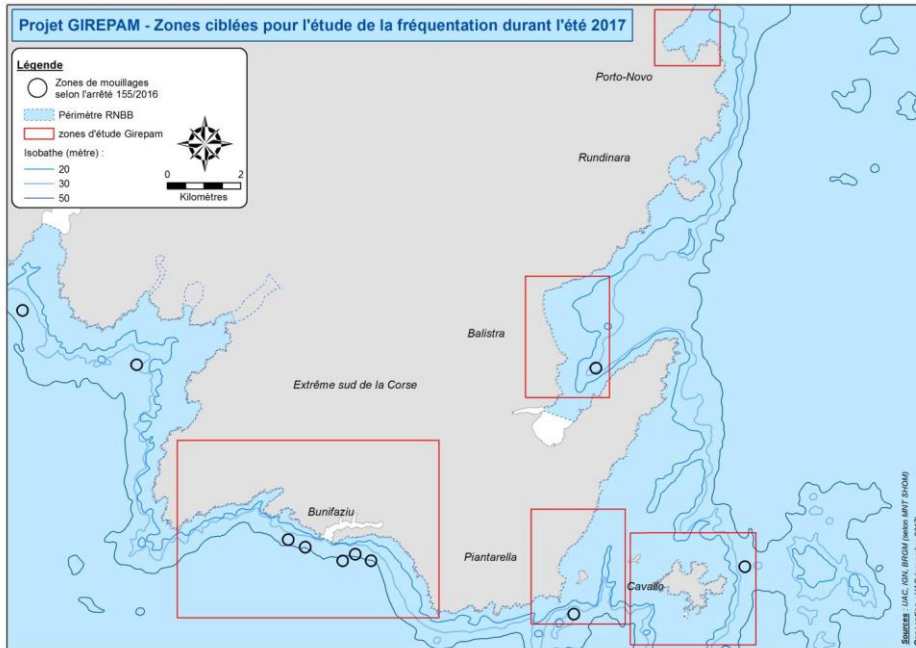 Projet GIREPAM - Zones ciblées pour l'étude de la fréquentation durant l'été 2017
Légende
Zones de mouillages
selon l'arrêté 155/2016
Périmètre RNBB
zones d'étude Girepam
Isobathe (mètre) :
20
30
50
0 2
Kilomètres
Porto-Novo
Rundinara
Balistra
Extrême sud de la Corse
Bunifaziu
Piantarella
Cavallo
Sources : UAC, IGN, BRGM (selon MNT SHOM)